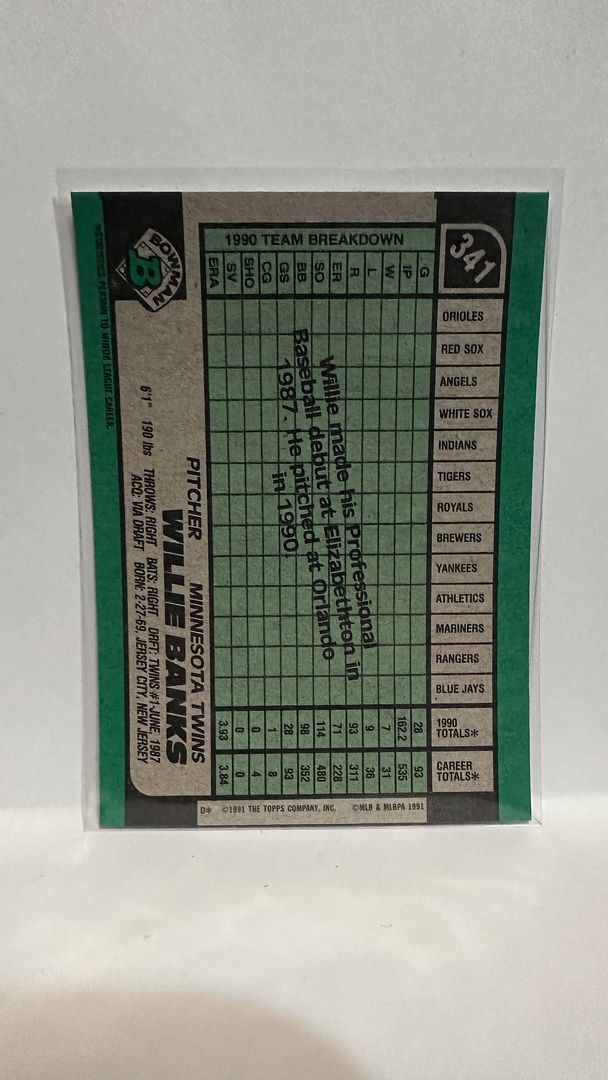 341
1990 TEAM BREAKDOWN
G IP W L R ER SO BB GS CG SHO SV ERA
ORIOLES
RED SOX
ANGELS
WHITE SOX
INDIANS
TIGERS
ROYALS
BREWERS
YANKEES
ATHLETICS
MARINERS
RANGERS
BLUE JAYS
1990 TOTALS* 28 162.2 7 9 93 71 114 98 28 1 0 0 3.93
CAREER TOTALS* 93 535 31 36 311 228 480 352 93 8 4 0 3.84
Willie made his Professional
Baseball debut at Elizabethton in
1987. He pitched at Orlando
in 1990.
D* ©1991 THE TOPPS COMPANY, INC. ©MLB & MLBPA 1991
BOWMAN
B
PITCHER MINNESOTA TWINS
WILLIE BANKS
6'1" 190 lbs THROWS: RIGHT BATS: RIGHT DRFT: TWINS #1-JUNE, 1987
ACQ: VIA DRAFT BORN: 2-27-69, JERSEY CITY, NEW JERSEY
*STATISTICS PERTAIN TO MINOR LEAGUE CAREER.